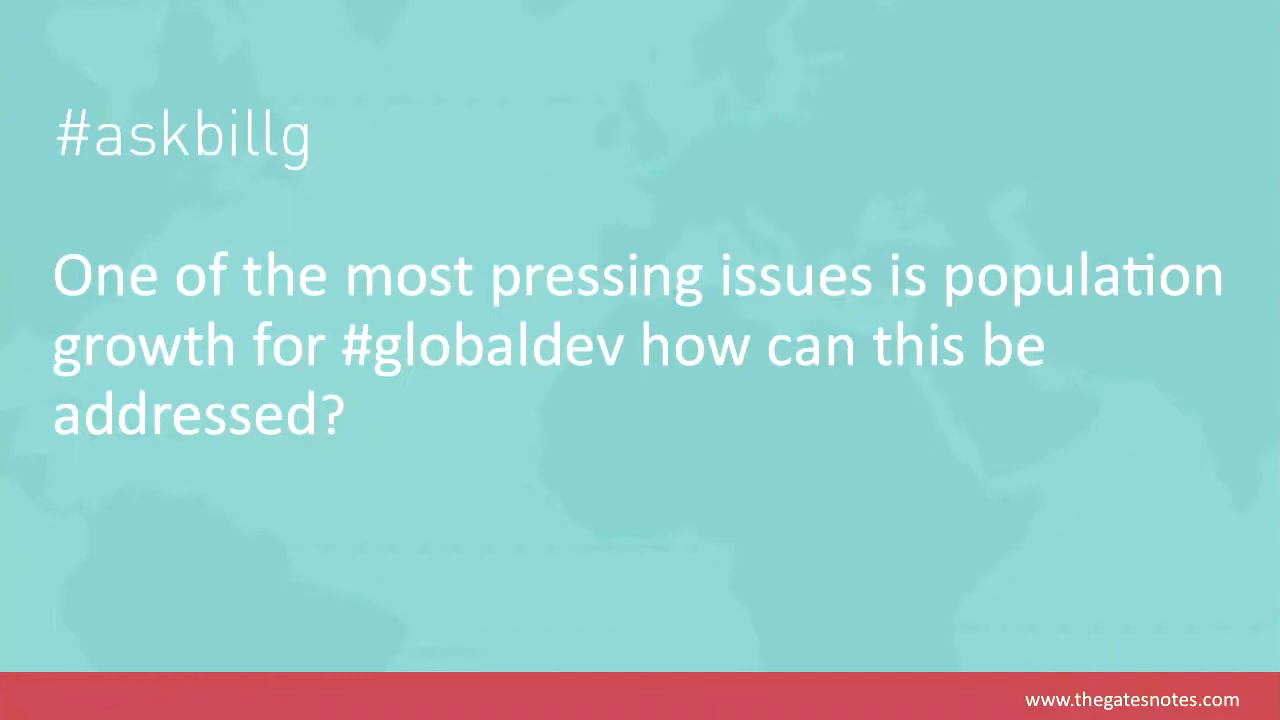 #askbillg
One of the most pressing issues is population
growth for #globaldev how can this be
addressed?
www.thegatesnotes.com